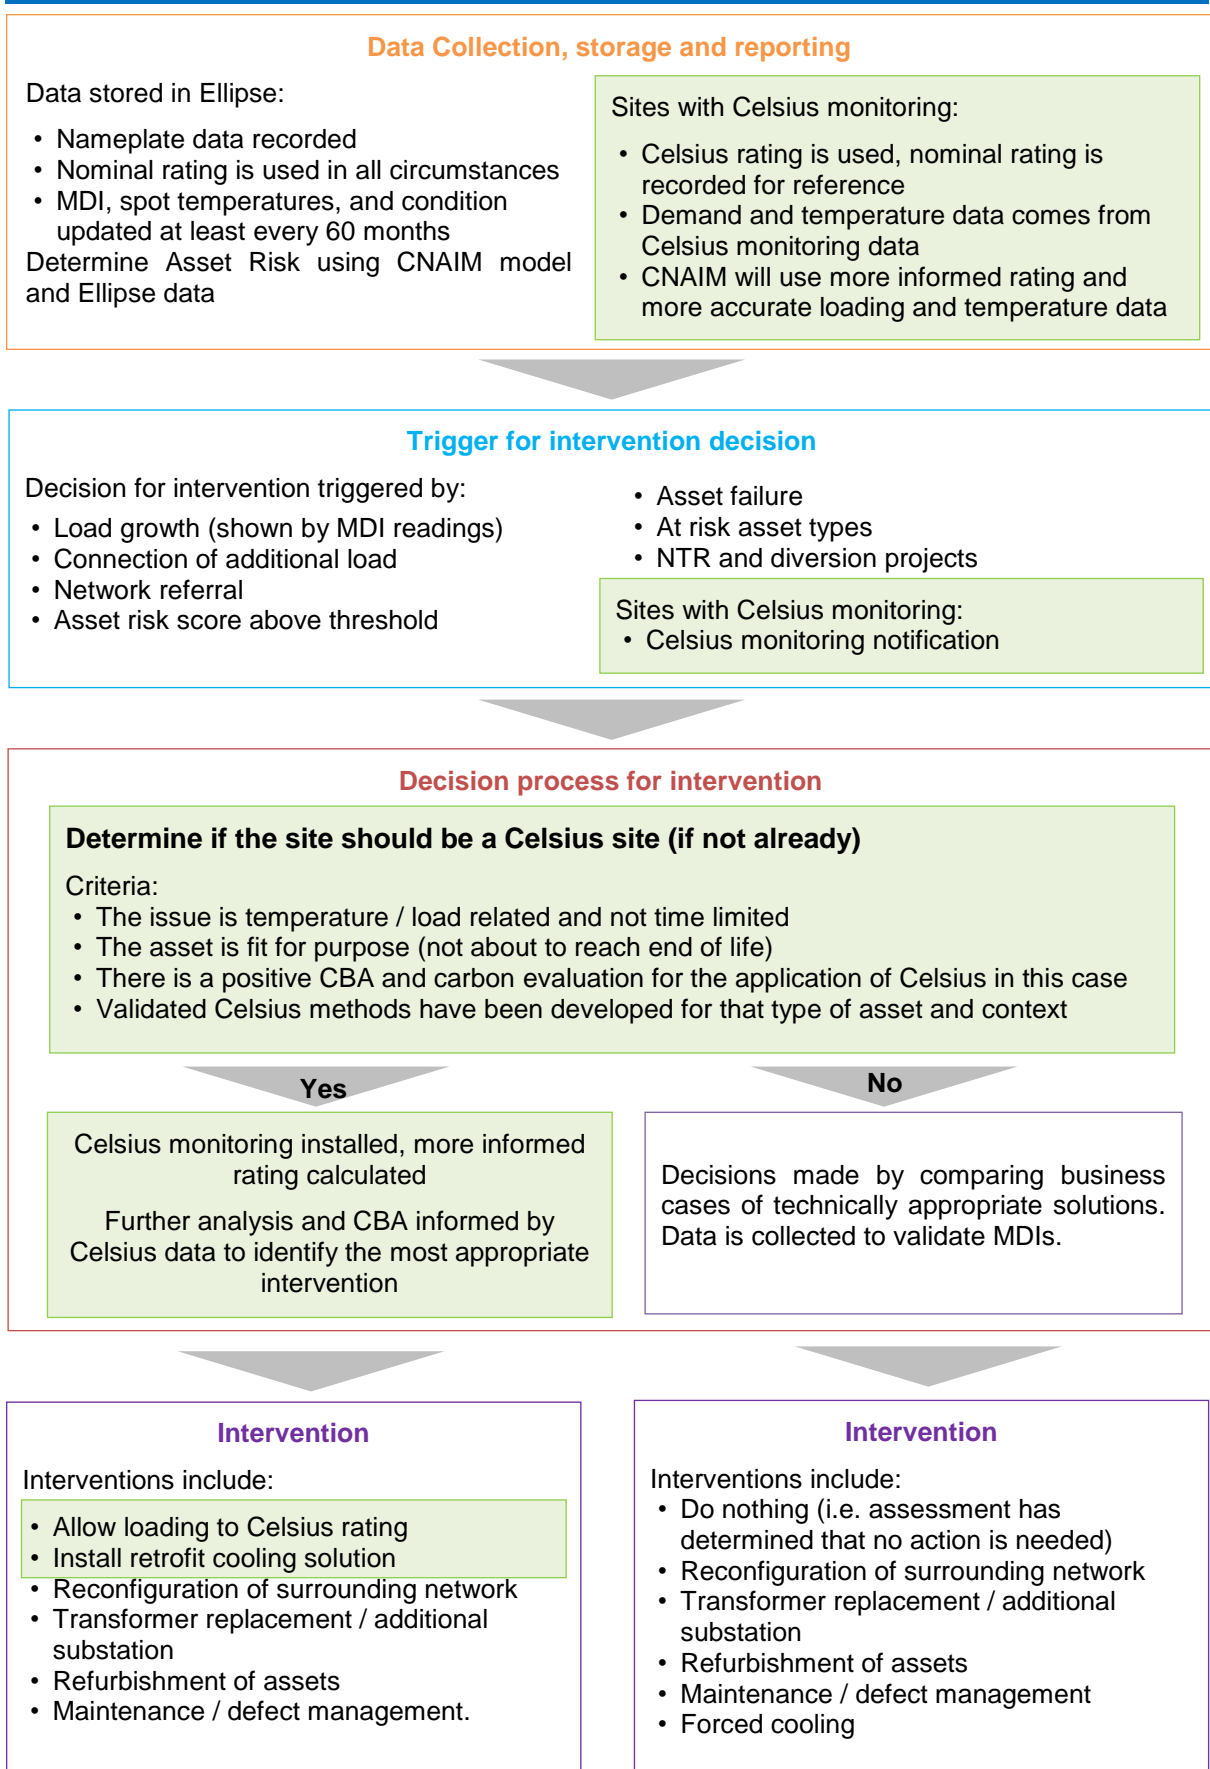 Data Collection, storage and reporting
Data stored in Ellipse:
• Nameplate data recorded
• Nominal rating is used in all circumstances
• MDI, spot temperatures, and condition
updated at least every 60 months
Determine Asset Risk using CNAIM model
and Ellipse data
Sites with Celsius monitoring:
• Celsius rating is used, nominal rating is
recorded for reference
• Demand and temperature data comes from
Celsius monitoring data
• CNAIM will use more informed rating and
more accurate loading and temperature data
Trigger for intervention decision
Decision for intervention triggered by:
• Load growth (shown by MDI readings)
• Connection of additional load
• Network referral
• Asset risk score above threshold
• Asset failure
• At risk asset types
• NTR and diversion projects
Sites with Celsius monitoring:
• Celsius monitoring notification
Decision process for intervention
Determine if the site should be a Celsius site (if not already)
Criteria:
• The issue is temperature / load related and not time limited
• The asset is fit for purpose (not about to reach end of life)
• There is a positive CBA and carbon evaluation for the application of Celsius in this case
• Validated Celsius methods have been developed for that type of asset and context
Yes
No
Celsius monitoring installed, more informed
rating calculated
Further analysis and CBA informed by
Celsius data to identify the most appropriate
intervention
Decisions made by comparing business
cases of technically appropriate solutions.
Data is collected to validate MDIs.
Intervention
Interventions include:
• Allow loading to Celsius rating
• Install retrofit cooling solution
• Reconfiguration of surrounding network
• Transformer replacement / additional
substation
• Refurbishment of assets
• Maintenance / defect management.
Intervention
Interventions include:
• Do nothing (i.e. assessment has
determined that no action is needed)
• Reconfiguration of surrounding network
• Transformer replacement / additional
substation
• Refurbishment of assets
• Maintenance / defect management
• Forced cooling